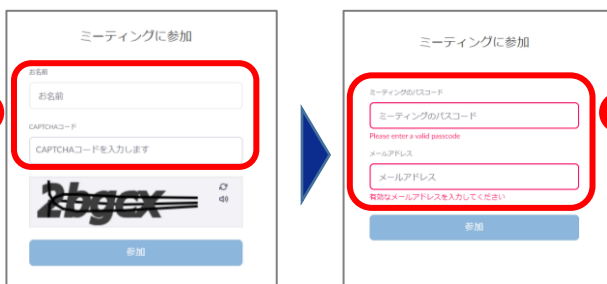 ミーティングに参加
お名前
お名前
CAPTCHAコード
CAPTCHAコードを入力します
2bgcx
参加
ミーティングに参加
ミーティングのパスコード
ミーティングのパスコード
Please enter a valid passcode
メールアドレス
メールアドレス
有効なメールアドレスを入力してください
参加